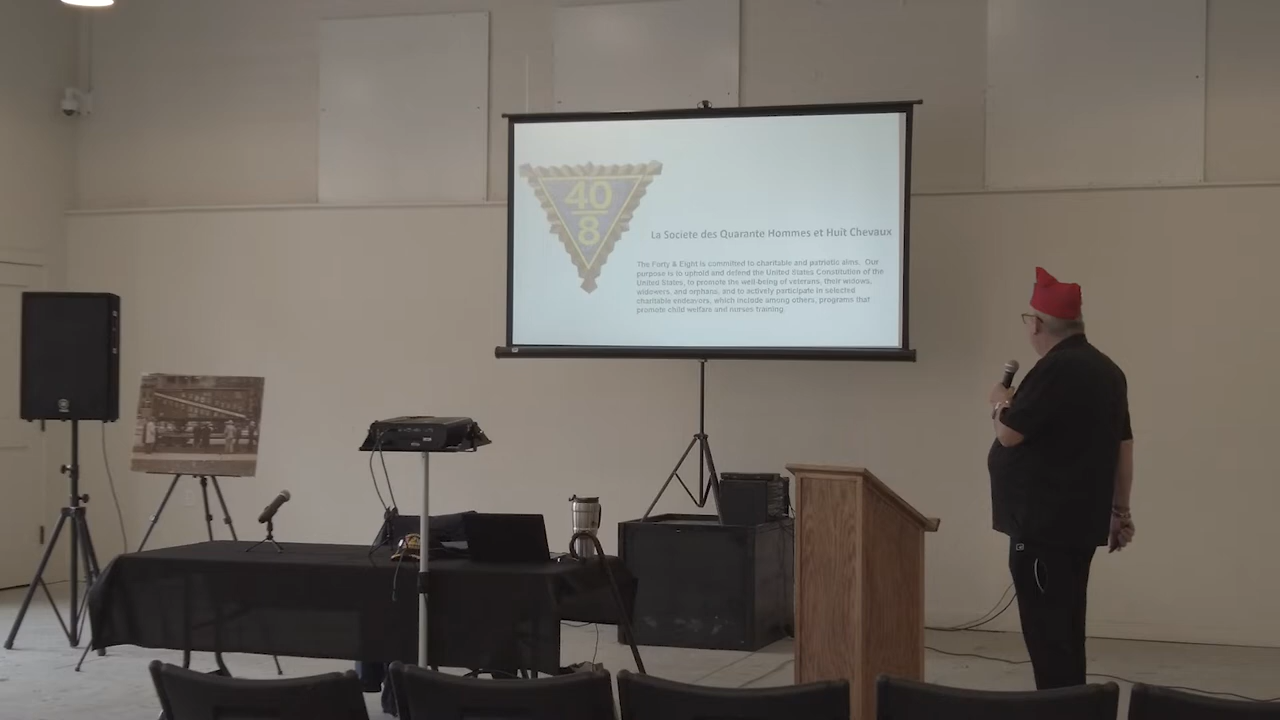 40
8
La Societe des Quarante Hommes et Huit Chevaux
The Forty & Eight is committed to charitable and patriotic aims. Our
purpose is to uphold and defend the United States Constitution of the
United States, to promote the well-being of veterans, their widows,
widowers, and orphans, and to actively participate in selected
charitable endeavors, which include among others, programs that
promote child welfare and nurses training.